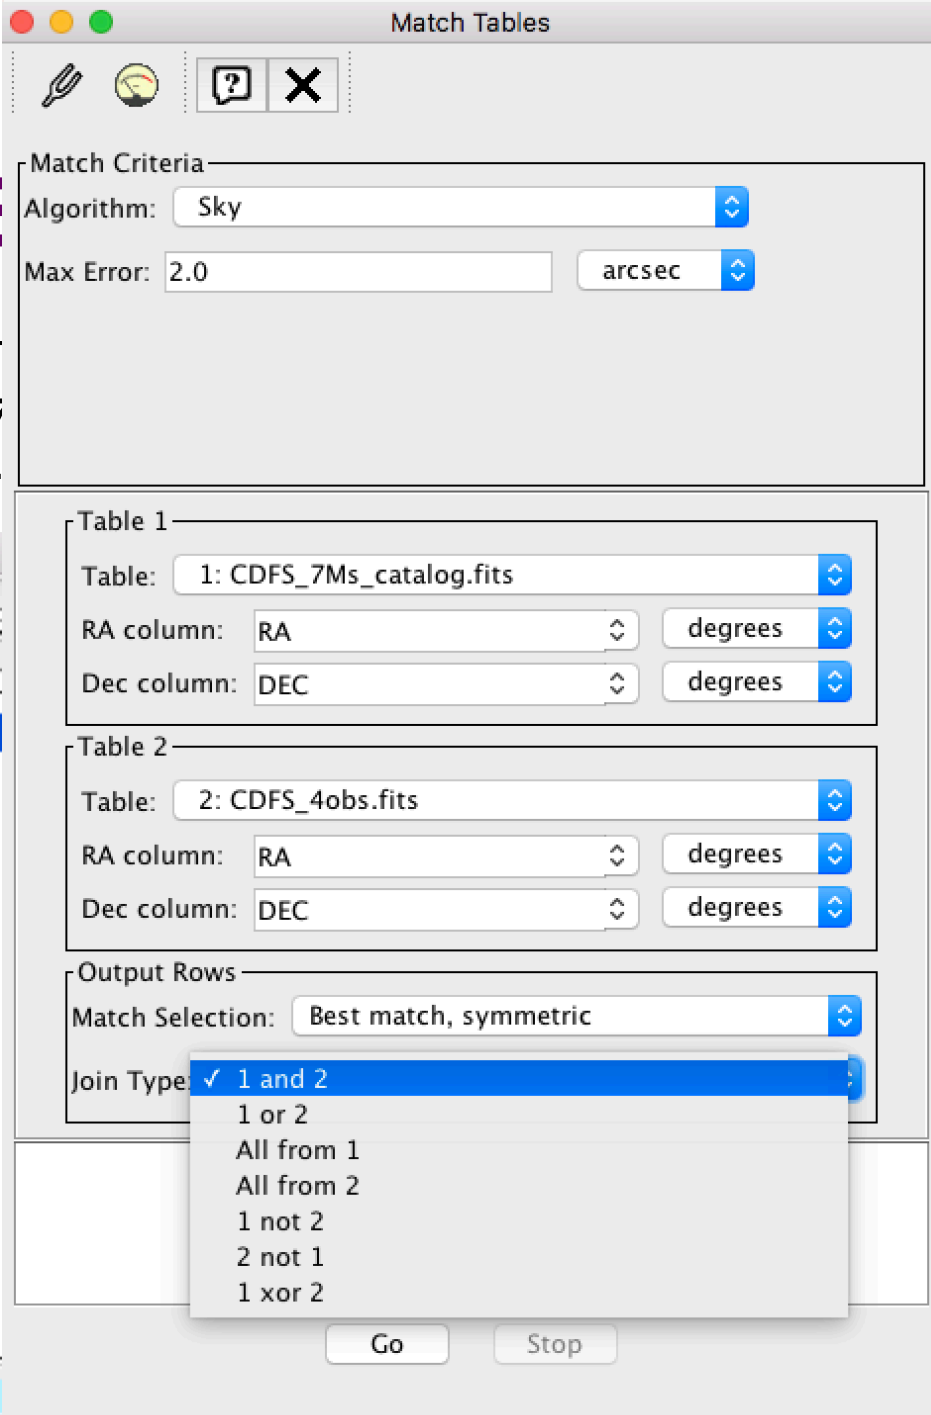 Match Tables
?
Match Criteria
Algorithm: Sky
Max Error: 2.0 arcsec
Table 1
Table: 1: CDFS_7Ms_catalog.fits
RA column: RA degrees
Dec column: DEC degrees
Table 2
Table: 2: CDFS_4obs.fits
RA column: RA degrees
Dec column: DEC degrees
Output Rows
Match Selection: Best match, symmetric
Join Type: ✓ 1 and 2
1 or 2
All from 1
All from 2
1 not 2
2 not 1
1 xor 2
Go Stop